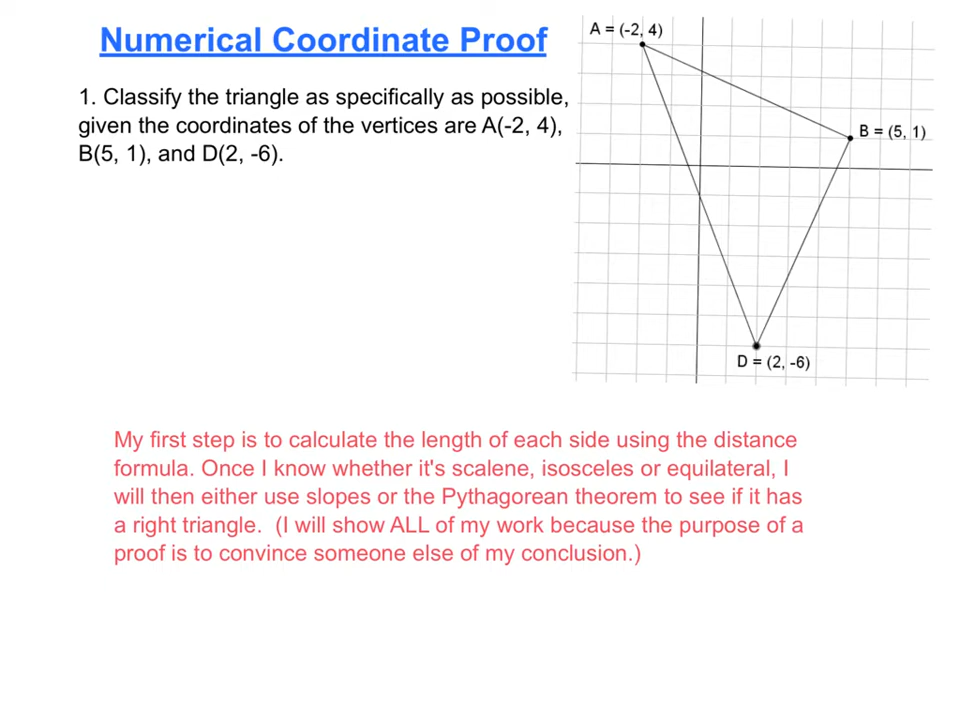 Numerical Coordinate Proof
1. Classify the triangle as specifically as possible,
given the coordinates of the vertices are A(-2, 4),
B(5, 1), and D(2, -6).
A = (-2, 4)
B = (5, 1)
D = (2, -6)
My first step is to calculate the length of each side using the distance
formula. Once I know whether it's scalene, isosceles or equilateral, I
will then either use slopes or the Pythagorean theorem to see if it has
a right triangle. (I will show ALL of my work because the purpose of a
proof is to convince someone else of my conclusion.)